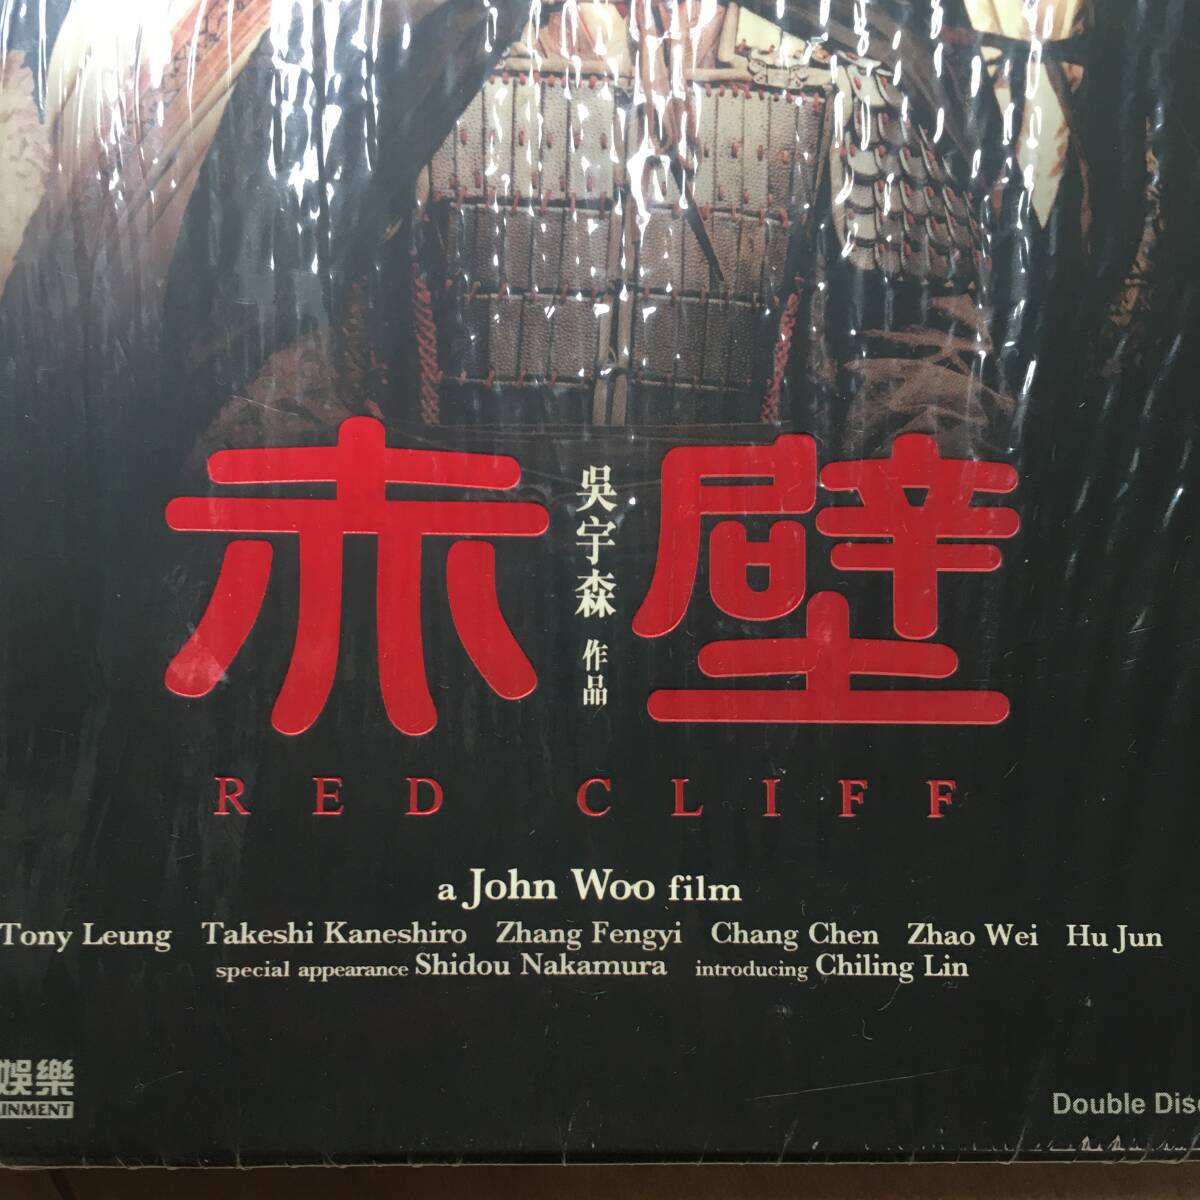 赤壁
吳宇森 作品
RED CLIFF
a John Woo film
Tony Leung Takeshi Kaneshiro Zhang Fengyi Chang Chen Zhao Wei Hu Jun
special appearance Shidou Nakamura introducing Chiling Lin
娛樂
INMENT
Double Disc